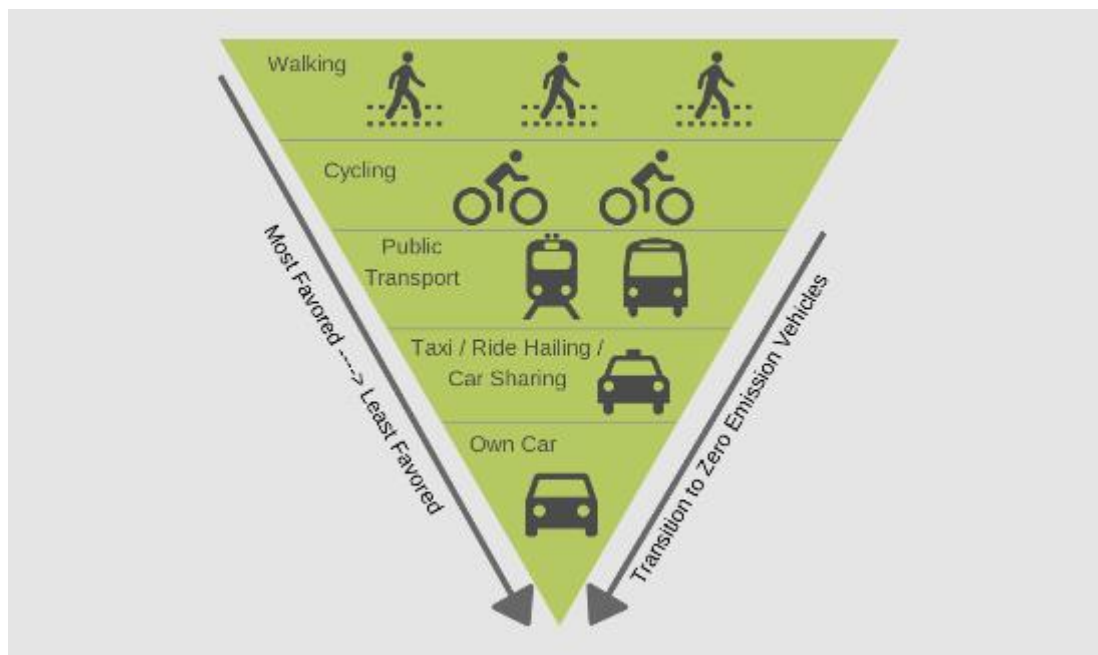 Walking
Cycling
Public
Transport
Taxi / Ride Hailing /
Car Sharing
Own Car
Most Favored ----> Least Favored
Transition to Zero Emission Vehicles